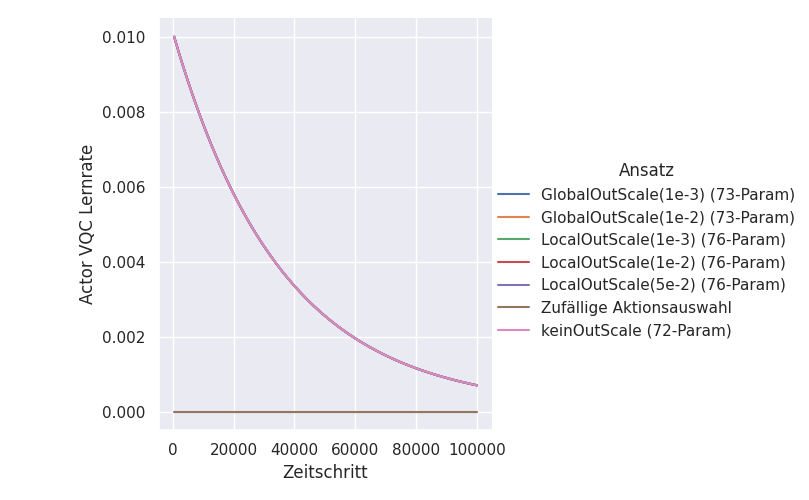 0.010
0.008
0.006
0.004
0.002
0.000
Actor VQC Lernrate
0 20000 40000 60000 80000 100000
Zeitschritt
Ansatz
GlobalOutScale(1e-3) (73-Param)
GlobalOutScale(1e-2) (73-Param)
LocalOutScale(1e-3) (76-Param)
LocalOutScale(1e-2) (76-Param)
LocalOutScale(5e-2) (76-Param)
Zufällige Aktionsauswahl
keinOutScale (72-Param)